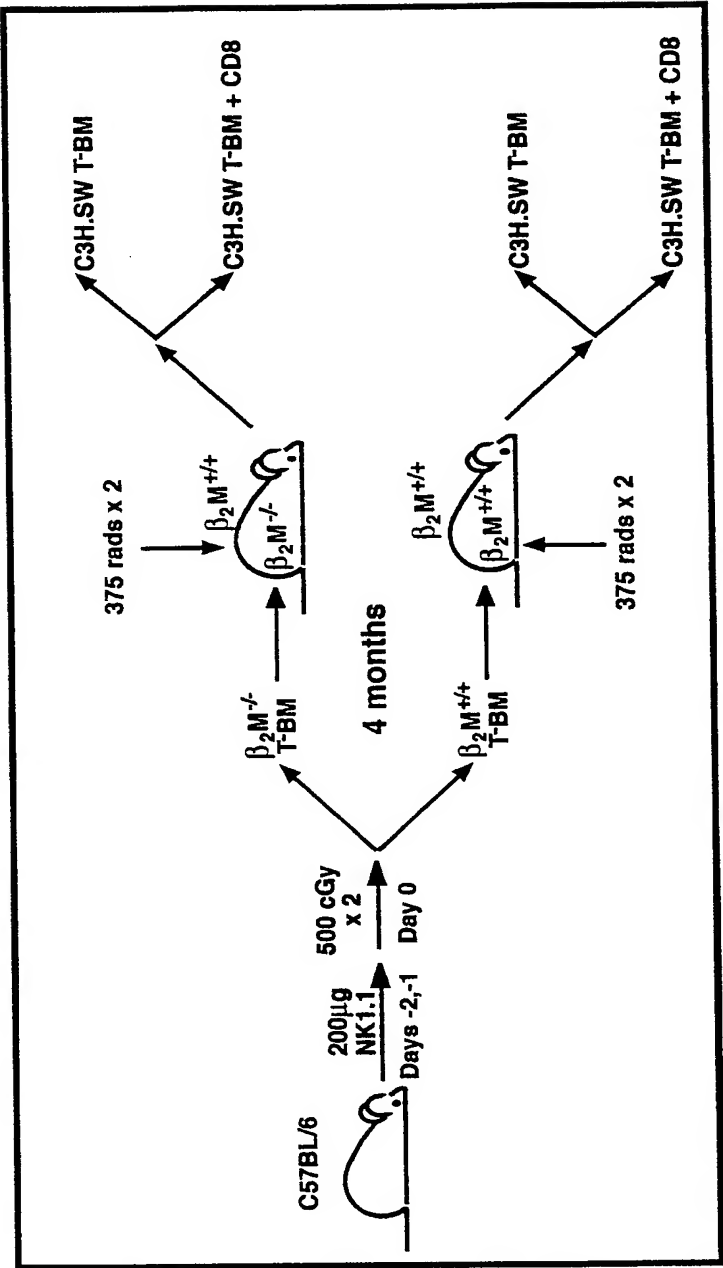 C57BL/6
200µg
NK1.1
Days -2,-1
500 cGy
x 2
Day 0
β₂M⁻/⁻
T-BM
4 months
β₂M⁺/⁺
T-BM
375 rads x 2
β₂M⁺/⁺
β₂M⁻/⁻
β₂M⁺/⁺
β₂M⁺/⁺
375 rads x 2
C3H.SW T-BM
C3H.SW T-BM + CD8
C3H.SW T-BM
C3H.SW T-BM + CD8